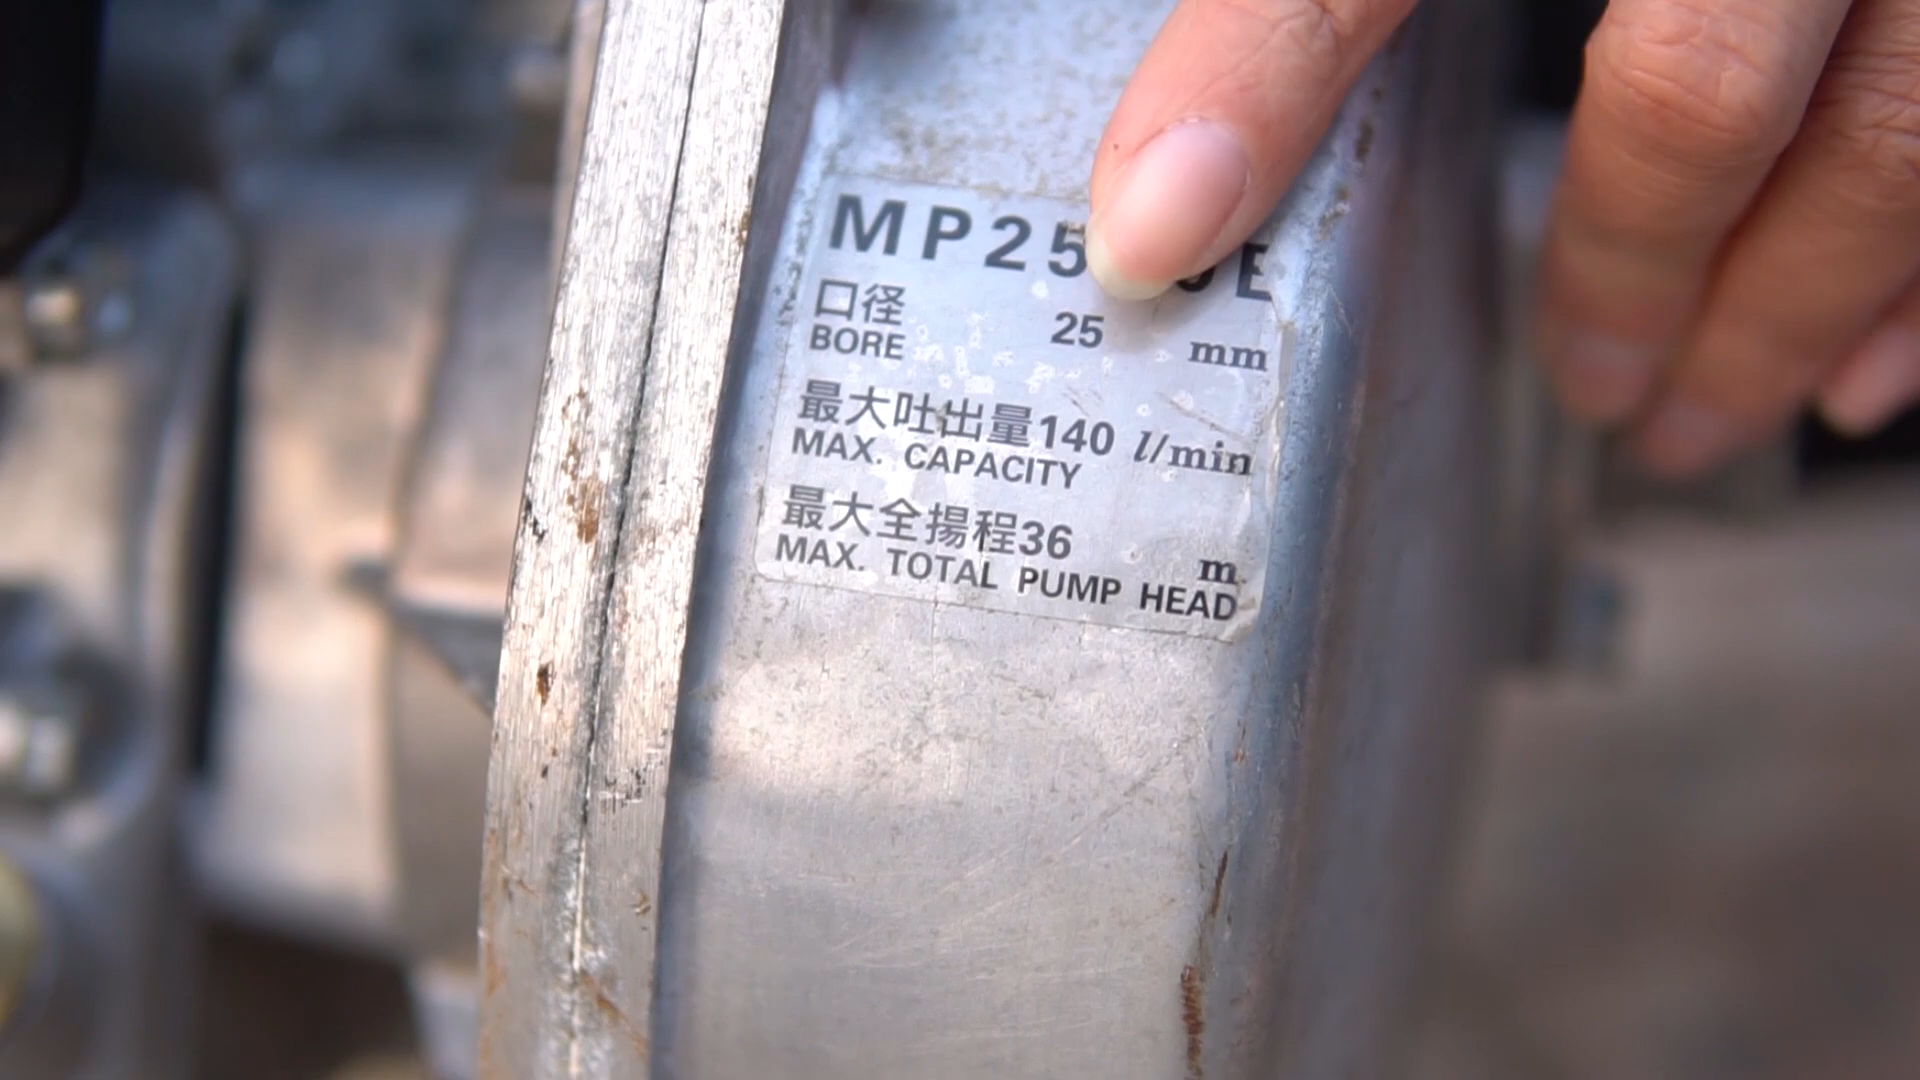 MP25
口径 25 mm
BORE
最大吐出量140 l/min
MAX. CAPACITY
最大全揚程36 m
MAX. TOTAL PUMP HEAD